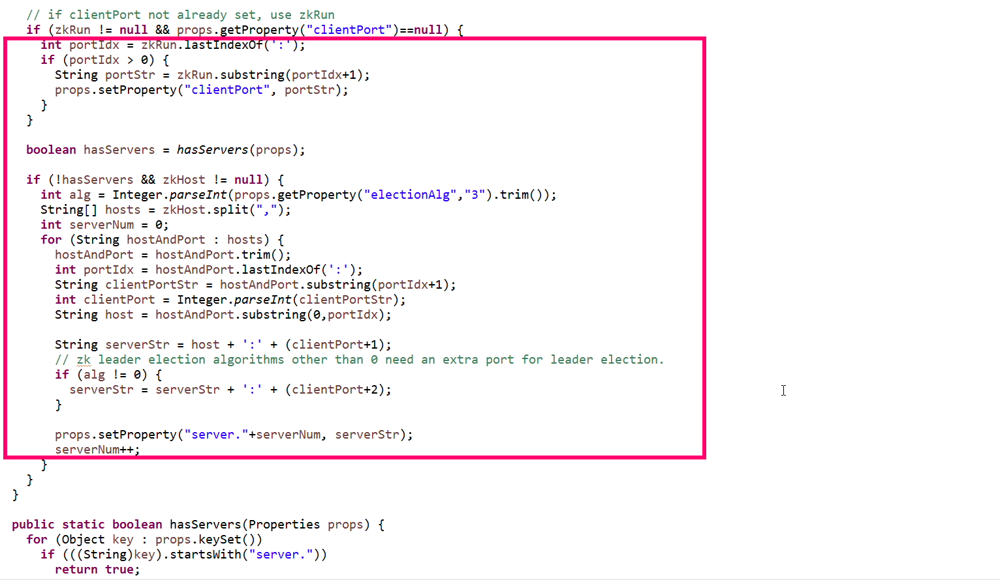 // if clientPort not already set, use zkRun
if (zkRun != null && props.getProperty("clientPort")==null) {
int portIdx = zkRun.lastIndexOf(':');
if (portIdx > 0) {
String portStr = zkRun.substring(portIdx+1);
props.setProperty("clientPort", portStr);
}
}
boolean hasServers = hasServers(props);
if (!hasServers && zkHost != null) {
int alg = Integer.parseInt(props.getProperty("electionAlg","3").trim());
String[] hosts = zkHost.split(",");
int serverNum = 0;
for (String hostAndPort : hosts) {
hostAndPort = hostAndPort.trim();
int portIdx = hostAndPort.lastIndexOf(':');
String clientPortStr = hostAndPort.substring(portIdx+1);
int clientPort = Integer.parseInt(clientPortStr);
String host = hostAndPort.substring(0,portIdx);
String serverStr = host + ':' + (clientPort+1);
// zk leader election algorithms other than 0 need an extra port for leader election.
if (alg != 0) {
serverStr = serverStr + ':' + (clientPort+2);
}
props.setProperty("server."+serverNum, serverStr);
serverNum++;
}
}
}
public static boolean hasServers(Properties props) {
for (Object key : props.keySet())
if (((String)key).startsWith("server."))
return true;